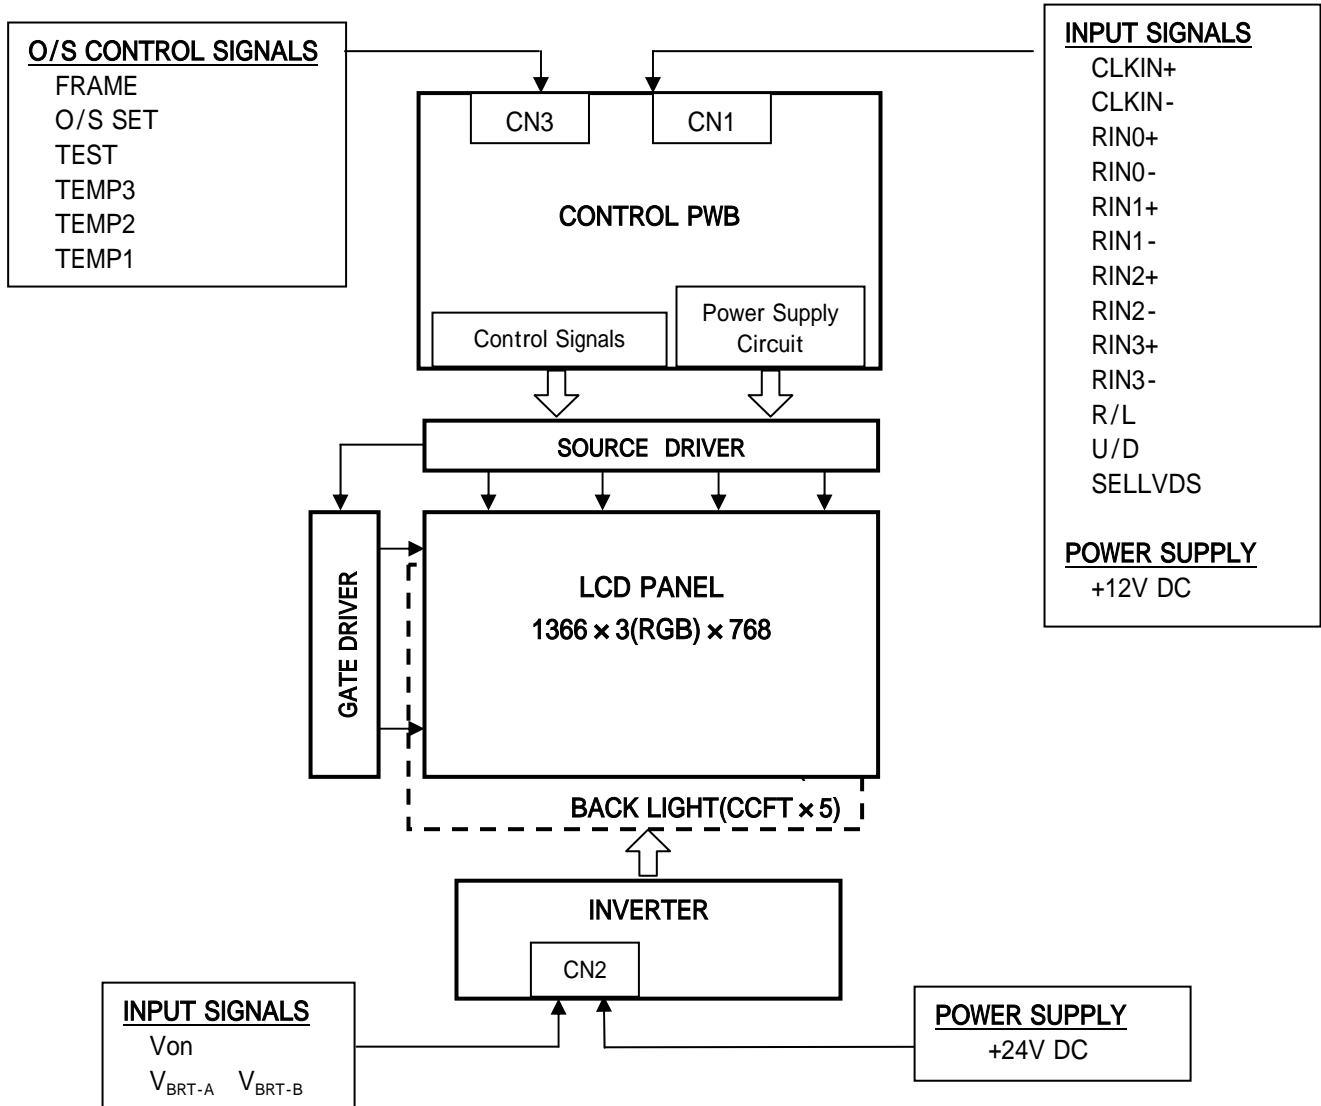 O/S CONTROL SIGNALS
FRAME
O/S SET
TEST
TEMP3
TEMP2
TEMP1
INPUT SIGNALS
CLKIN+
CLKIN-
RIN0+
RIN0-
RIN1+
RIN1-
RIN2+
RIN2-
RIN3+
RIN3-
R/L
U/D
SELLVDS
POWER SUPPLY
+12V DC
CN3
CN1
CONTROL PWB
Control Signals
Power Supply
Circuit
SOURCE DRIVER
GATE DRIVER
LCD PANEL
1366 × 3(RGB) × 768
BACK LIGHT(CCFT × 5)
INVERTER
CN2
INPUT SIGNALS
Von
VBRT-A VBRT-B
POWER SUPPLY
+24V DC